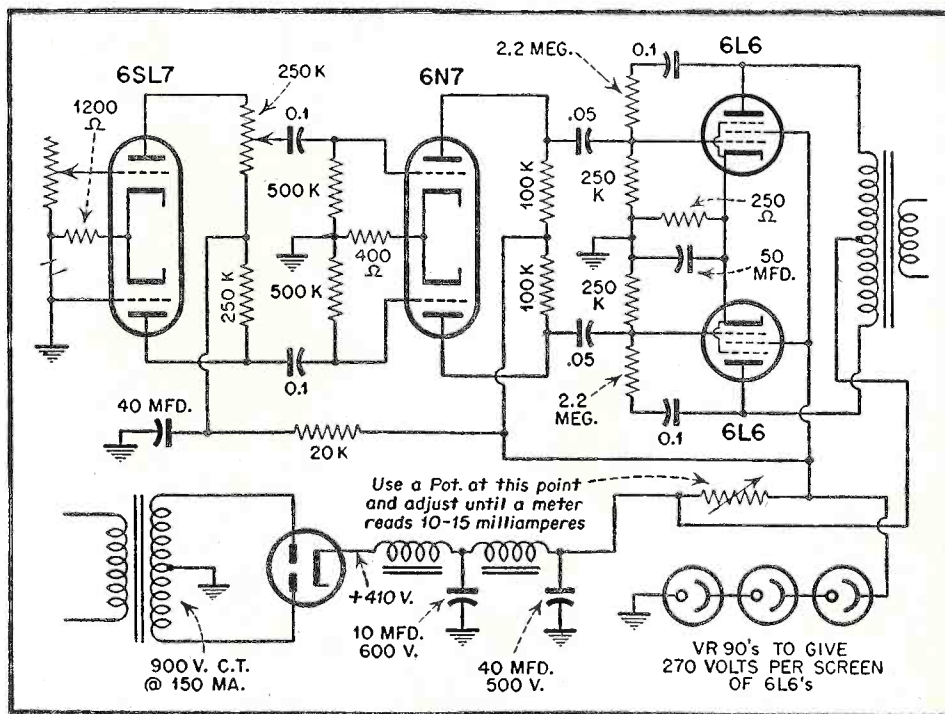 6SL7
250 K
1200
Ω
0.1
500 K
250 K
500 K
0.1
400
Ω
6N7
100K
100K
2.2 MEG.
0.1
6L6
.05
250
K
250
Ω
50
MFD.
250
K
.05
2.2
MEG.
0.1
6L6
40 MFD.
20 K
Use a Pot. at this point
and adjust until a meter
reads 10-15 milliamperes
+410 V.
10 MFD.
600 V.
40 MFD.
500 V.
900 V. C.T.
@ 150 MA.
VR 90's TO GIVE
270 VOLTS PER SCREEN
OF 6L6's